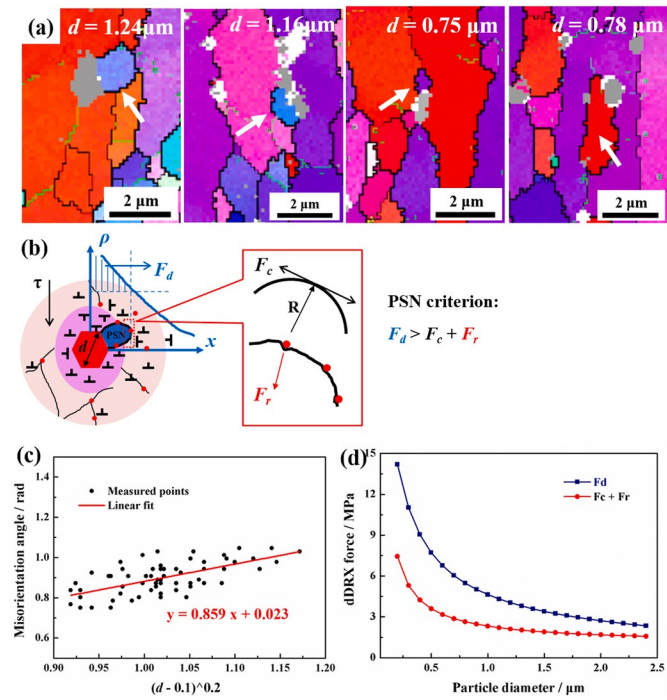 (a)
d = 1.24μm
d = 1.16μm
d = 0.75 μm
d = 0.78 μm
2 μm
2 μm
2 μm
2 μm
(b)
ρ
F_d
τ
PSN
d
x
F_c
R
F_r
PSN criterion:
F_d > F_c + F_r
(c)
1.4
1.2
1.0
0.8
0.6
Misorientation angle / rad
Measured points
Linear fit
y = 0.859 x + 0.023
0.90
0.95
1.00
1.05
1.10
1.15
1.20
(d - 0.1)^0.2
(d)
15
12
9
6
3
0
dDRX force / MPa
Fd
Fc + Fr
0.0
0.5
1.0
1.5
2.0
2.5
Particle diameter / μm